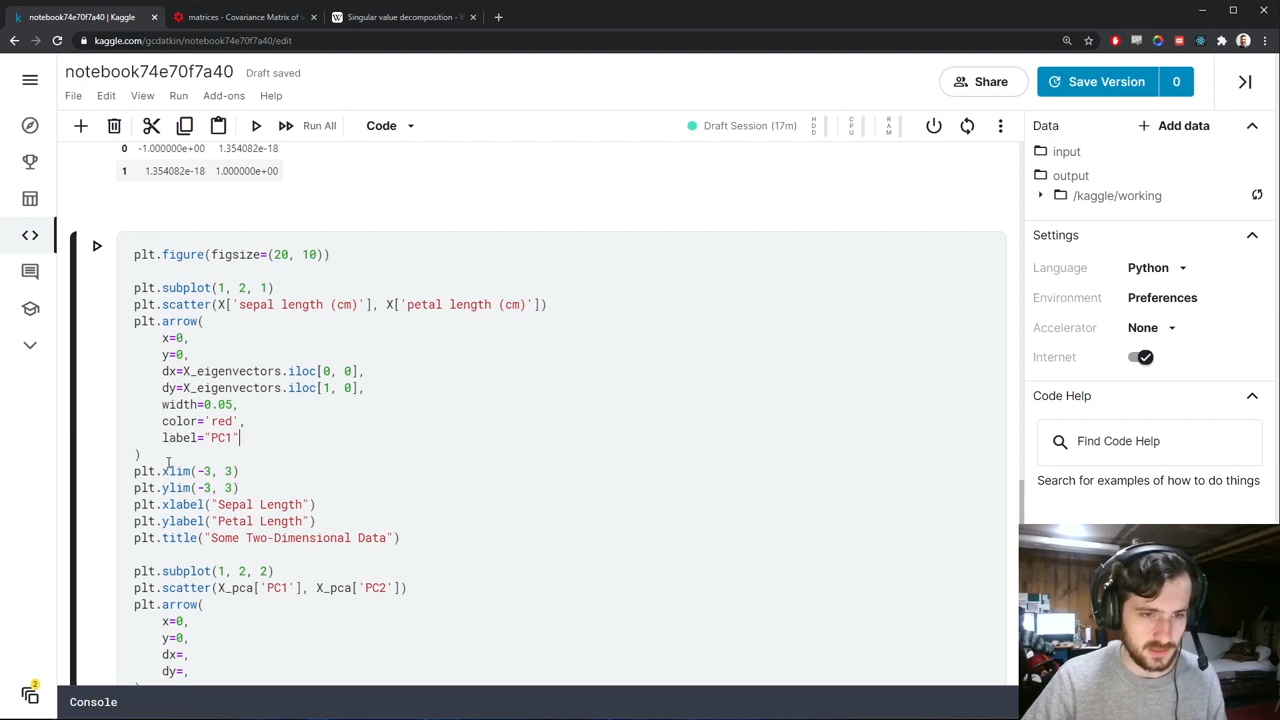 notebook74e70f7a40 | Kaggle
matrices - Covariance Matrix of
Singular value decomposition -
kaggle.com/gcdatkin/notebook74e70f7a40/edit
notebook74e70f7a40
Draft saved
File Edit View Run Add-ons Help
Share
Save Version 0
Run All
Code
Draft Session (17m)
HDD
CPU
RAM
0 -1.000000e+00 1.354082e-18
1 1.354082e-18 1.000000e+00
plt.figure(figsize=(20, 10))
plt.subplot(1, 2, 1)
plt.scatter(X['sepal length (cm)'], X['petal length (cm)'])
plt.arrow(
x=0,
y=0,
dx=X_eigenvectors.iloc[0, 0],
dy=X_eigenvectors.iloc[1, 0],
width=0.05,
color='red',
label="PC1"
)
plt.xlim(-3, 3)
plt.ylim(-3, 3)
plt.xlabel("Sepal Length")
plt.ylabel("Petal Length")
plt.title("Some Two-Dimensional Data")
plt.subplot(1, 2, 2)
plt.scatter(X_pca['PC1'], X_pca['PC2'])
plt.arrow(
x=0,
y=0,
dx=,
dy=,
Console
Data
Add data
input
output
/kaggle/working
Settings
Language Python
Environment Preferences
Accelerator None
Internet
Code Help
Find Code Help
Search for examples of how to do things
2